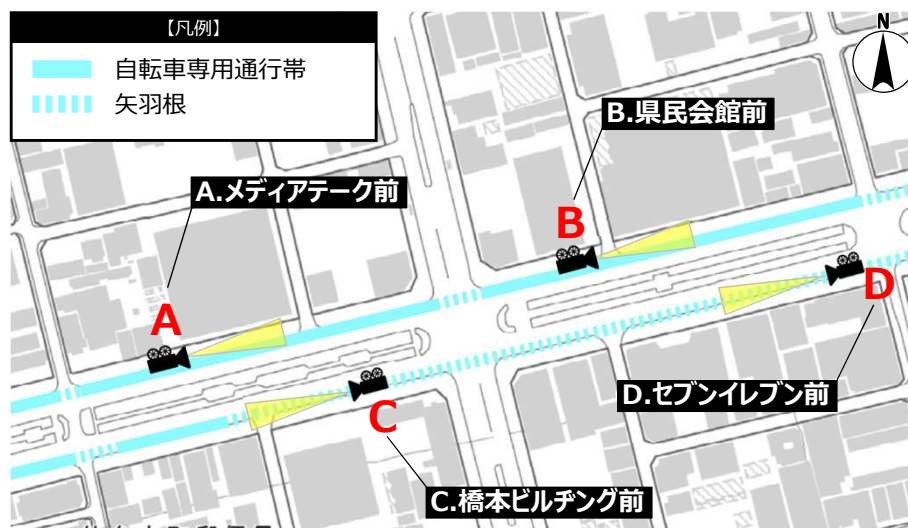 【凡例】
自転車専用通行帯
矢羽根
N
B.県民会館前
A.メディアテーク前
B
A
D
D.セブンイレブン前
C
C.橋本ビルヂング前